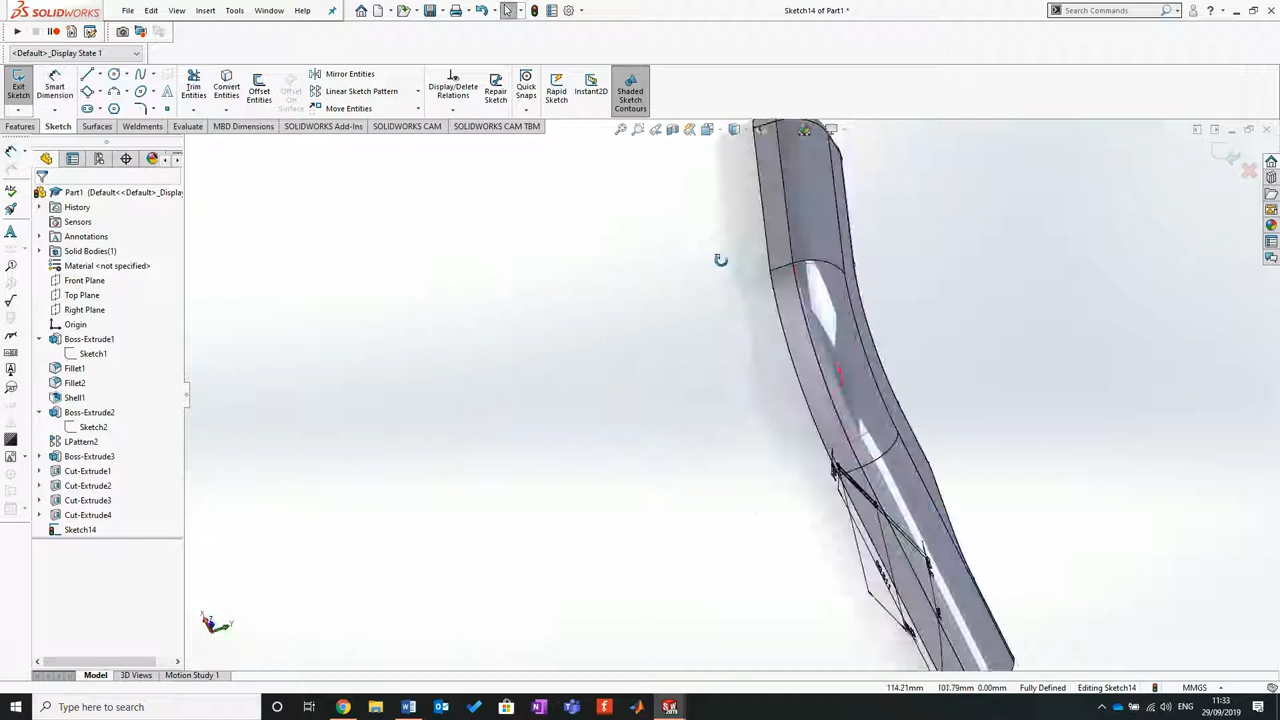 SOLIDWORKS
File Edit View Insert Tools Window Help
Sketch14 of Part1 *
Search Commands
<Default>_Display State 1
Exit Sketch
Smart Dimension
Trim Entities
Convert Entities
Offset Entities
Offset On Surface
Mirror Entities
Linear Sketch Pattern
Move Entities
Display/Delete Relations
Repair Sketch
Quick Snaps
Rapid Sketch
Instant2D
Shaded Sketch Contours
Features Sketch Surfaces Weldments Evaluate MBD Dimensions SOLIDWORKS Add-Ins SOLIDWORKS CAM SOLIDWORKS CAM TBM
Part1 (Default<<Default>_Display
History
Sensors
Annotations
Solid Bodies(1)
Material <not specified>
Front Plane
Top Plane
Right Plane
Origin
Boss-Extrude1
Sketch1
Fillet1
Fillet2
Shell1
Boss-Extrude2
Sketch2
LPattern2
Boss-Extrude3
Cut-Extrude1
Cut-Extrude2
Cut-Extrude3
Cut-Extrude4
Sketch14
X Z Y
Model 3D Views Motion Study 1
114.21mm 107.79mm 0.00mm Fully Defined Editing Sketch14 MMGS
Type here to search
ENG
11:33
29/09/2019